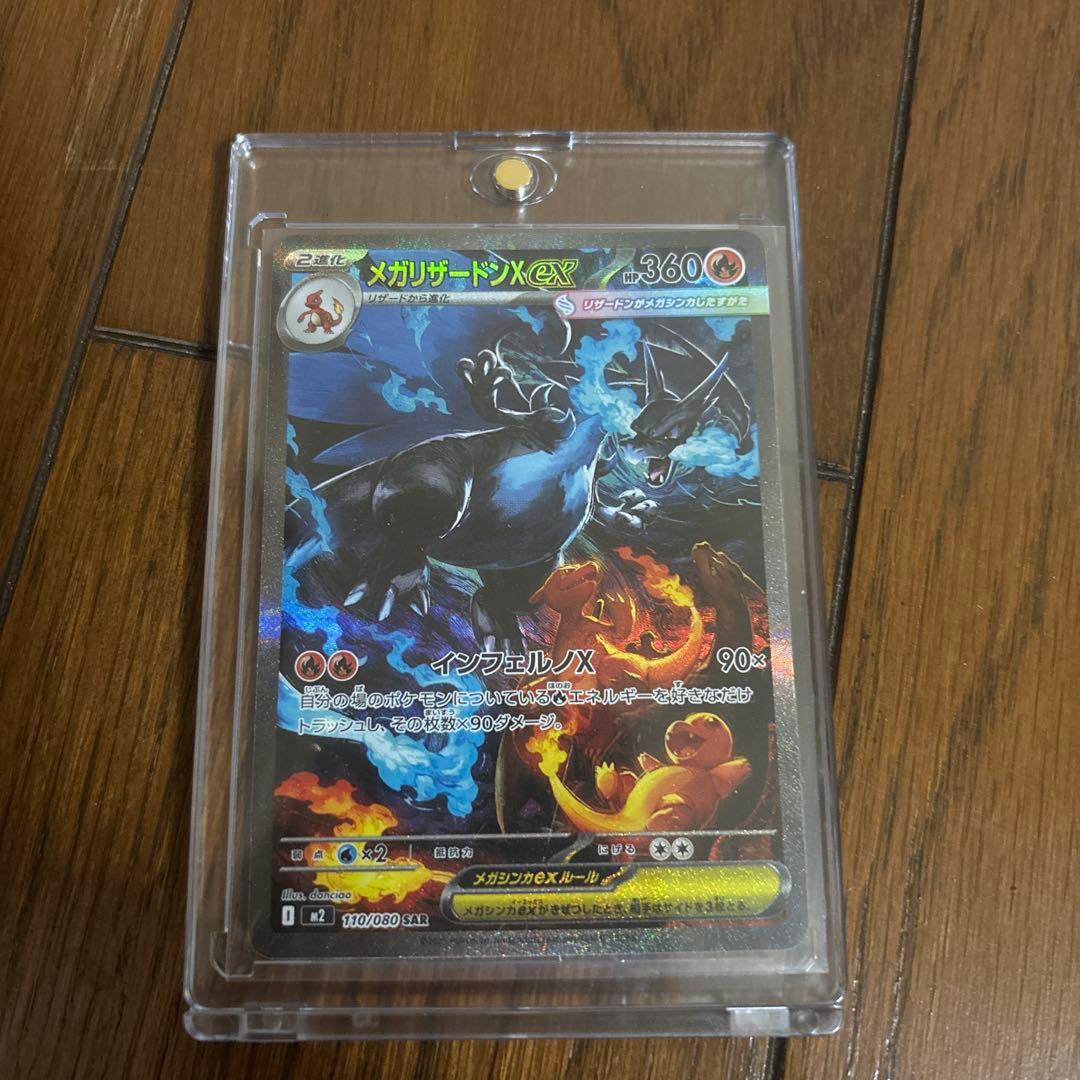 2進化
メガリザードンXex
HP360
リザードから進化
リザードンがメガシンカしたすがた
インフェルノX 90×
自分の場のポケモンについている エネルギーを好きなだけ
トラッシュし、その枚数×90ダメージ。
弱点 ×2 抵抗力 にげる
メガシンカexルール
メガシンカexがきぜつしたとき、相手はサイドを3枚とる。
Illus. danciao
M2 110/080 SAR